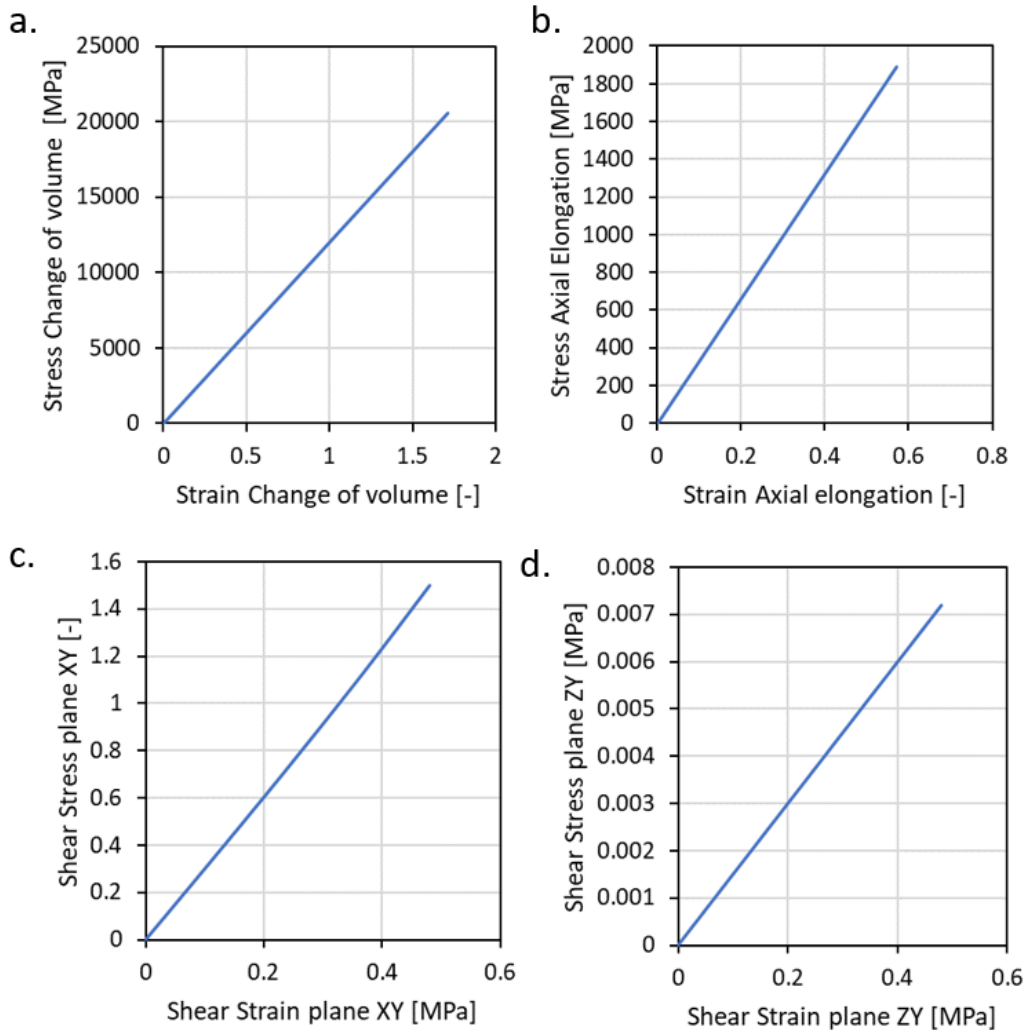 a.
Stress Change of volume [MPa]
25000
20000
15000
10000
5000
0
0 0.5 1 1.5 2
Strain Change of volume [-]
b.
Stress Axial Elongation [MPa]
2000
1800
1600
1400
1200
1000
800
600
400
200
0
0 0.2 0.4 0.6 0.8
Strain Axial elongation [-]
c.
Shear Stress plane XY [-]
1.6
1.4
1.2
1
0.8
0.6
0.4
0.2
0
0 0.2 0.4 0.6
Shear Strain plane XY [MPa]
d.
Shear Stress plane ZY [MPa]
0.008
0.007
0.006
0.005
0.004
0.003
0.002
0.001
0
0 0.2 0.4 0.6
Shear Strain plane ZY [MPa]